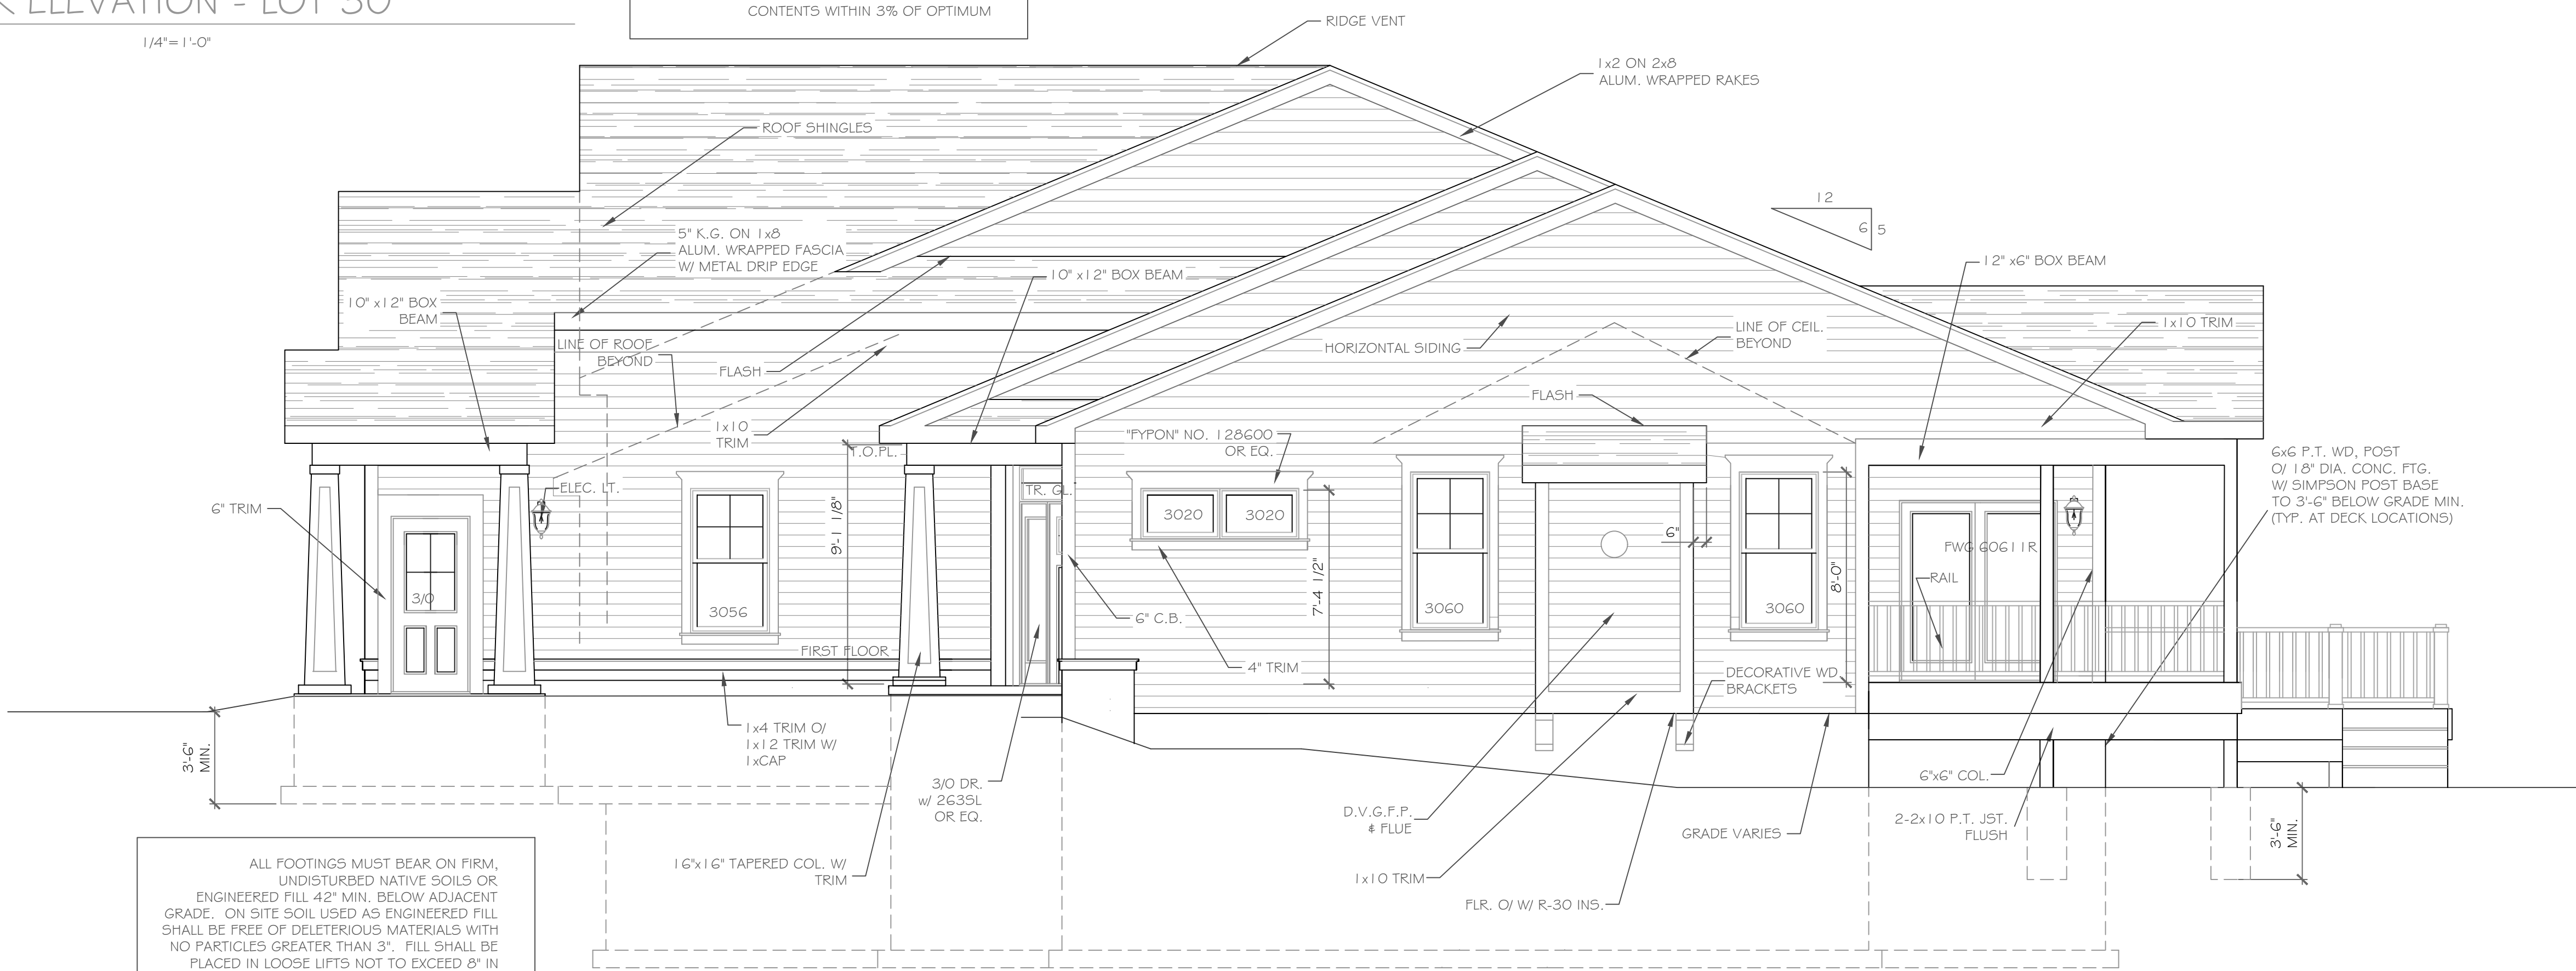 ELEVATION - LOT 30
1/4"= 1'-0"
CONTENTS WITHIN 3% OF OPTIMUM
RIDGE VENT
1x2 ON 2x8
ALUM. WRAPPED RAKES
ROOF SHINGLES
12
6
5
5" K.G. ON 1x8
ALUM. WRAPPED FASCIA
W/ METAL DRIP EDGE
10" x12" BOX BEAM
12" x6" BOX BEAM
10" x12" BOX
BEAM
LINE OF ROOF
BEYOND
FLASH
HORIZONTAL SIDING
LINE OF CEIL.
BEYOND
1x10 TRIM
FLASH
1x10
TRIM
T.O.PL.
"FYPON" NO. 128600
OR EQ.
6x6 P.T. WD, POST
O/ 18" DIA. CONC. FTG.
W/ SIMPSON POST BASE
TO 3'-6" BELOW GRADE MIN.
(TYP. AT DECK LOCATIONS)
6" TRIM
ELEC. LT.
TR. GL.
3020
3020
9'-1 1/8"
6"
FWG 60611R
RAIL
3/0
3056
7'-4 1/2"
3060
3060
8'-0"
6" C.B.
FIRST FLOOR
4" TRIM
DECORATIVE WD
BRACKETS
3'-6"
MIN.
1x4 TRIM O/
1x12 TRIM W/
1xCAP
3/0 DR.
w/ 2635L
OR EQ.
6"x6" COL.
D.V.G.F.P.
& FLUE
GRADE VARIES
2-2x10 P.T. JST.
FLUSH
3'-6"
MIN.
16"x16" TAPERED COL. W/
TRIM
1x10 TRIM
FLR. O/ W/ R-30 INS.
ALL FOOTINGS MUST BEAR ON FIRM,
UNDISTURBED NATIVE SOILS OR
ENGINEERED FILL 42" MIN. BELOW ADJACENT
GRADE. ON SITE SOIL USED AS ENGINEERED FILL
SHALL BE FREE OF DELETERIOUS MATERIALS WITH
NO PARTICLES GREATER THAN 3". FILL SHALL BE
PLACED IN LOOSE LIFTS NOT TO EXCEED 8" IN